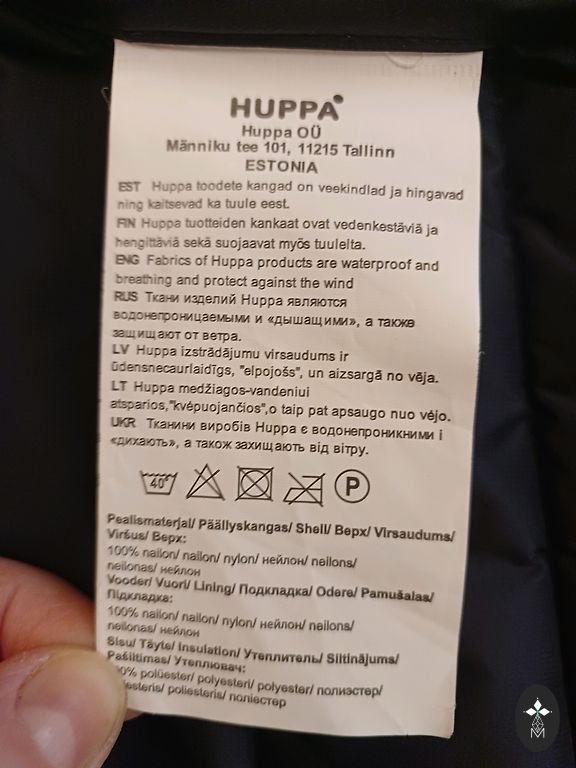 HUPPA
Huppa OÜ
Männiku tee 101, 11215 Tallinn
ESTONIA
EST Huppa toodete kangad on veekindlad ja hingavad
ning kaitsevad ka tuule eest.
FIN Huppa tuotteiden kankaat ovat vedenkestäviä ja
hengittäviä sekä suojaavat myös tuulelta.
ENG Fabrics of Huppa products are waterproof and
breathing and protect against the wind
RUS Ткани изделий Huppa являются
водонепроницаемыми и «дышащими», а также
защищают от ветра.
LV Huppa izstrādājumu virsaudums ir
ūdensnecaurlaidīgs, "elpojošs", un aizsargā no vēja.
LT Huppa medžiagos-vandeniui
atsparios,"kvėpuojančios",o taip pat apsaugo nuo vėjo.
UKR Тканини виробів Huppa є водонепроникними і
«дихають», а також захищають від вітру.
40° P
Pealismaterjal/ Päällyskangas/ Shell/ Верх/ Virsaudums/
Viršus/ Верх:
100% nailon/ nailon/ nylon/ нейлон/ neilons/
neilonas/ нейлон
Vooder/ Vuori/ Lining/ Подкладка/ Odere/ Pamušalas/
Підкладка:
100% nailon/ nailon/ nylon/ нейлон/ neilons/
neilonas/ нейлон
Sisu/ Täyte/ Insulation/ Утеплитель/ Siltinājums/
Pašiltimas/ Утеплювач:
0% polüester/ polyesteri/ polyester/ полиэстер/
esteris/ poliesteris/ поліестер
M